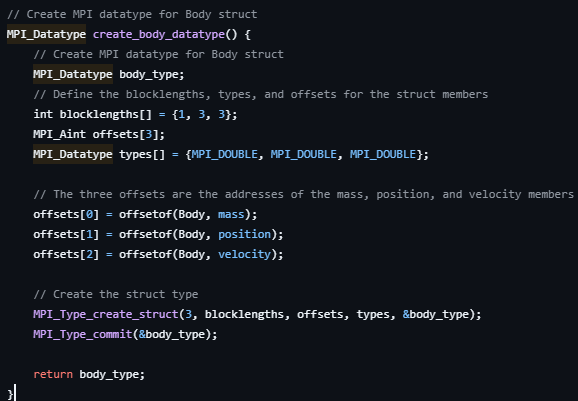 // Create MPI datatype for Body struct
MPI_Datatype create_body_datatype() {
    // Create MPI datatype for Body struct
    MPI_Datatype body_type;
    // Define the blocklengths, types, and offsets for the struct members
    int blocklengths[] = {1, 3, 3};
    MPI_Aint offsets[3];
    MPI_Datatype types[] = {MPI_DOUBLE, MPI_DOUBLE, MPI_DOUBLE};

    // The three offsets are the addresses of the mass, position, and velocity members
    offsets[0] = offsetof(Body, mass);
    offsets[1] = offsetof(Body, position);
    offsets[2] = offsetof(Body, velocity);

    // Create the struct type
    MPI_Type_create_struct(3, blocklengths, offsets, types, &body_type);
    MPI_Type_commit(&body_type);

    return body_type;
}